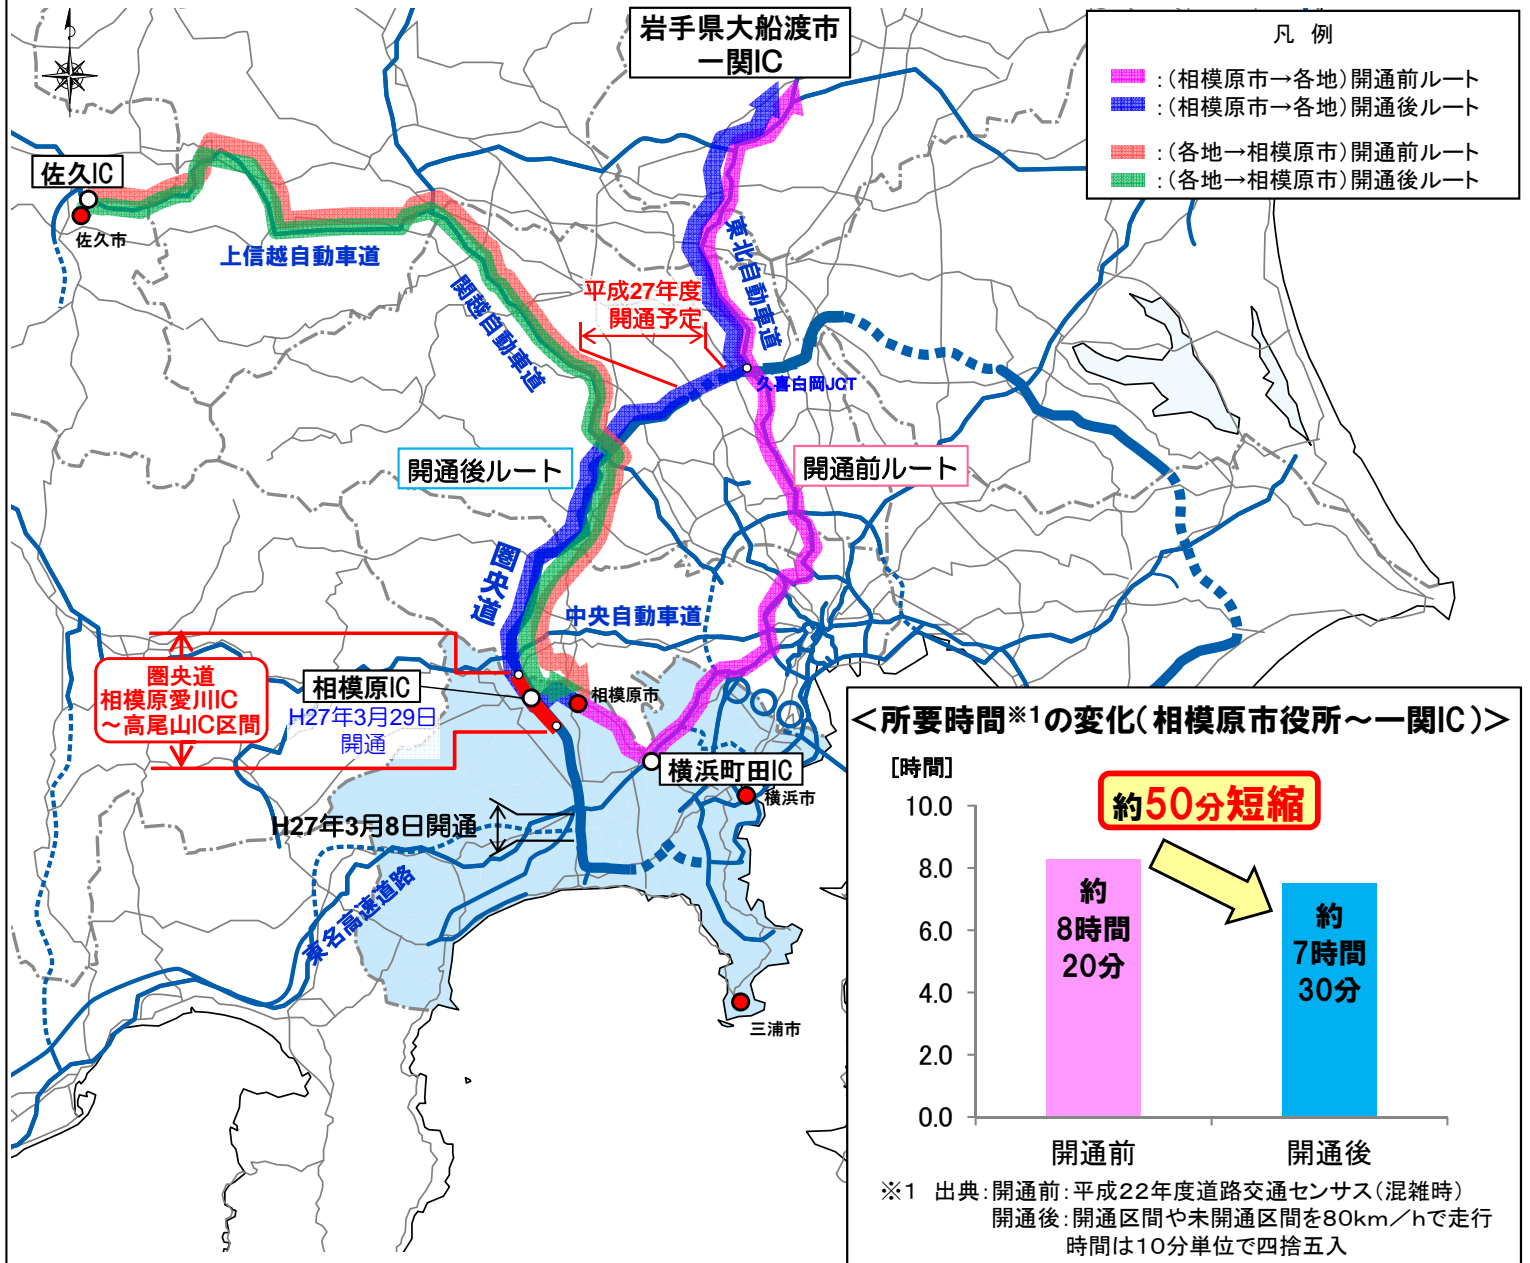 岩手県大船渡市
一関IC
凡 例
：(相模原市→各地)開通前ルート
：(相模原市→各地)開通後ルート
：(各地→相模原市)開通前ルート
：(各地→相模原市)開通後ルート
佐久IC
佐久市
上信越自動車道
関越自動車道
東北自動車道
平成27年度
開通予定
久喜白岡JCT
開通後ルート
開通前ルート
圏央道
中央自動車道
圏央道
相模原愛川IC
～高尾山IC区間
相模原IC
H27年3月29日
開通
相模原市
横浜町田IC
横浜市
H27年3月8日開通
東名高速道路
三浦市
＜所要時間※1の変化(相模原市役所～一関IC)＞
[時間]
約50分短縮
10.0
8.0
6.0
4.0
2.0
0.0
約
8時間
20分
約
7時間
30分
開通前
開通後
※1 出典：開通前：平成22年度道路交通センサス(混雑時)
開通後：開通区間や未開通区間を80km／hで走行
時間は10分単位で四捨五入